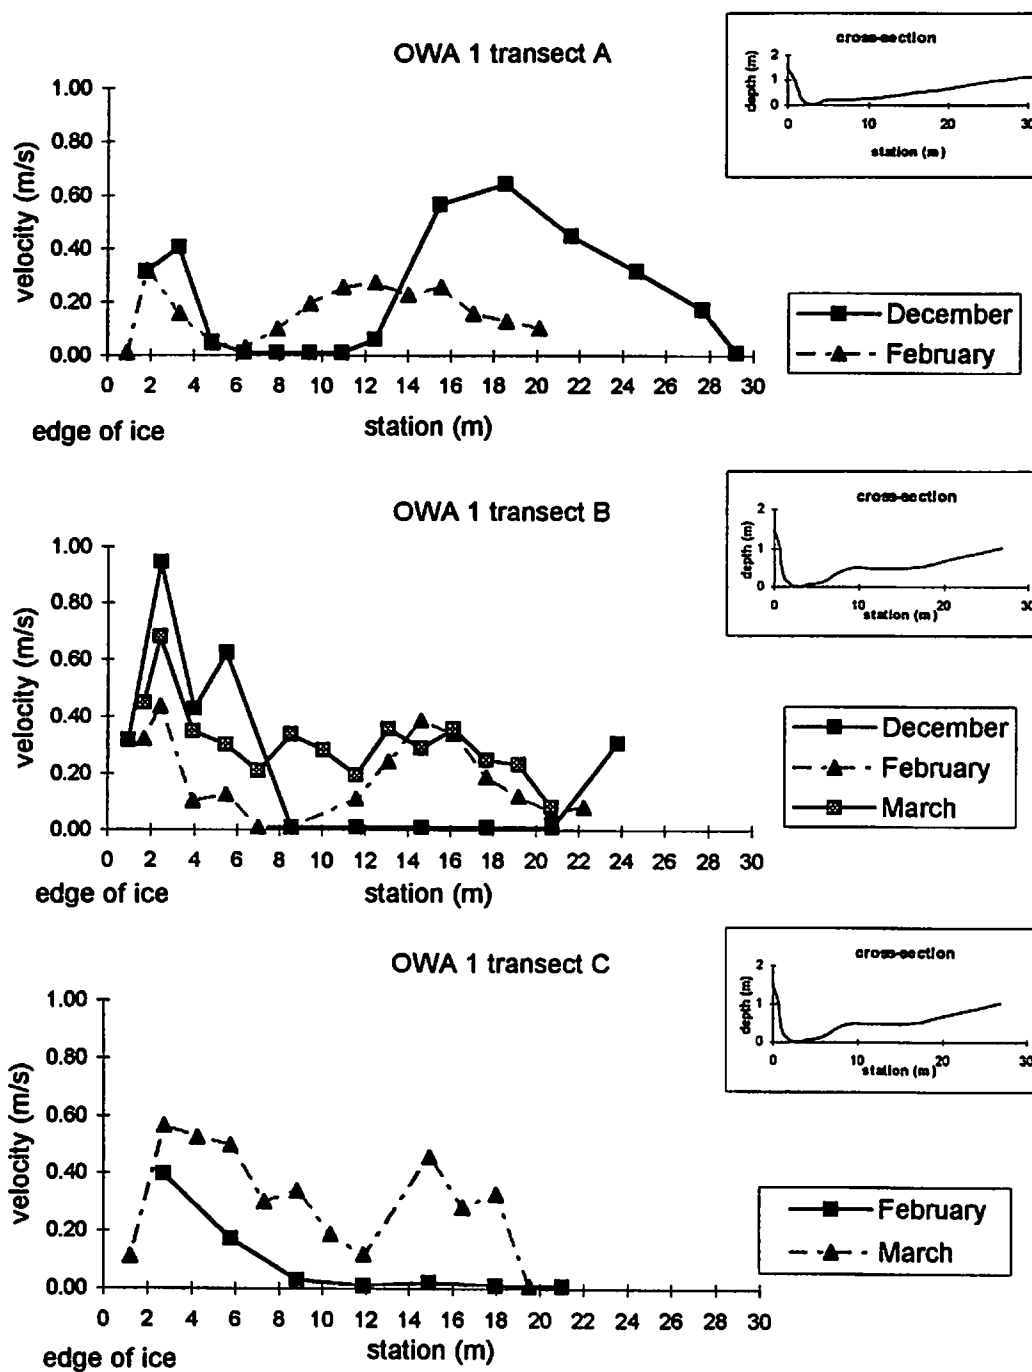 OWA 1 transect A
cross-section
depth (m)
2
1
0
0 10 20 30
station (m)
velocity (m/s)
1.00
0.80
0.60
0.40
0.20
0.00
0 2 4 6 8 10 12 14 16 18 20 22 24 26 28 30
edge of ice
station (m)
December
February
OWA 1 transect B
cross-section
depth (m)
2
1
0
0 10 20 30
station (m)
velocity (m/s)
1.00
0.80
0.60
0.40
0.20
0.00
0 2 4 6 8 10 12 14 16 18 20 22 24 26 28 30
edge of ice
station (m)
December
February
March
OWA 1 transect C
cross-section
depth (m)
2
1
0
0 10 20 30
station (m)
velocity (m/s)
1.00
0.80
0.60
0.40
0.20
0.00
0 2 4 6 8 10 12 14 16 18 20 22 24 26 28 30
edge of ice
station (m)
February
March